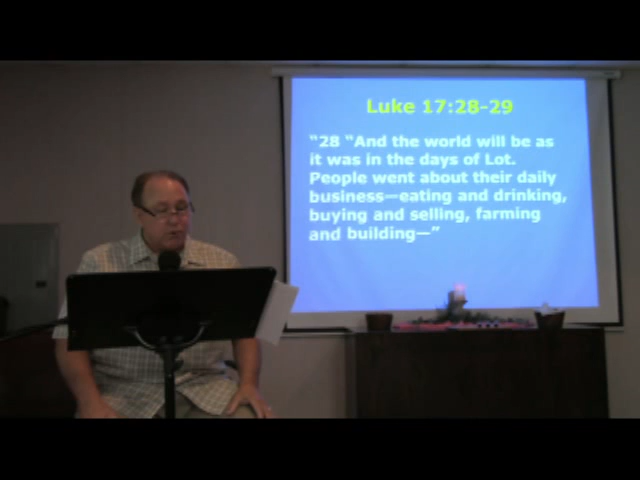 Luke 17:28-29
“28 “And the world will be as
it was in the days of Lot.
People went about their daily
business—eating and drinking,
buying and selling, farming
and building—”